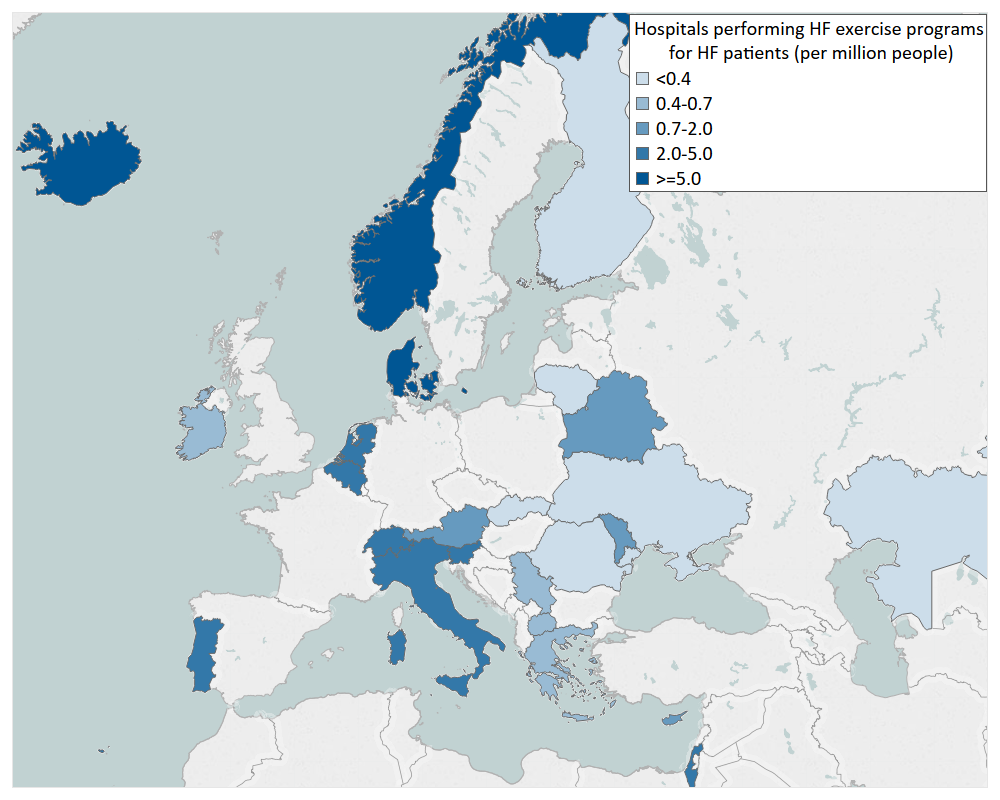 Hospitals performing HF exercise programs
for HF patients (per million people)
<0.4
0.4-0.7
0.7-2.0
2.0-5.0
>=5.0